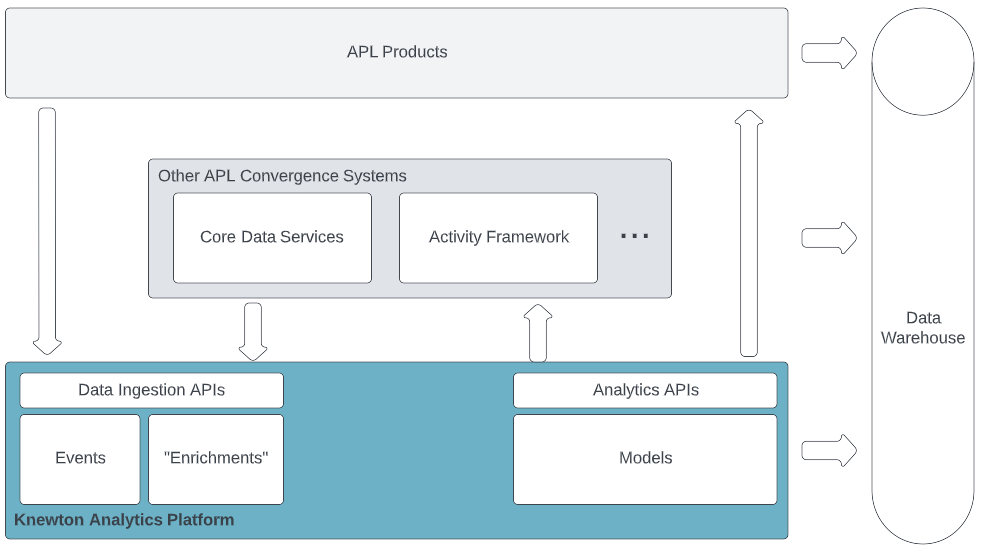 APL Products
Other APL Convergence Systems
Core Data Services
Activity Framework
...
Data
Warehouse
Data Ingestion APIs
Analytics APIs
Events
"Enrichments"
Models
Knewton Analytics Platform